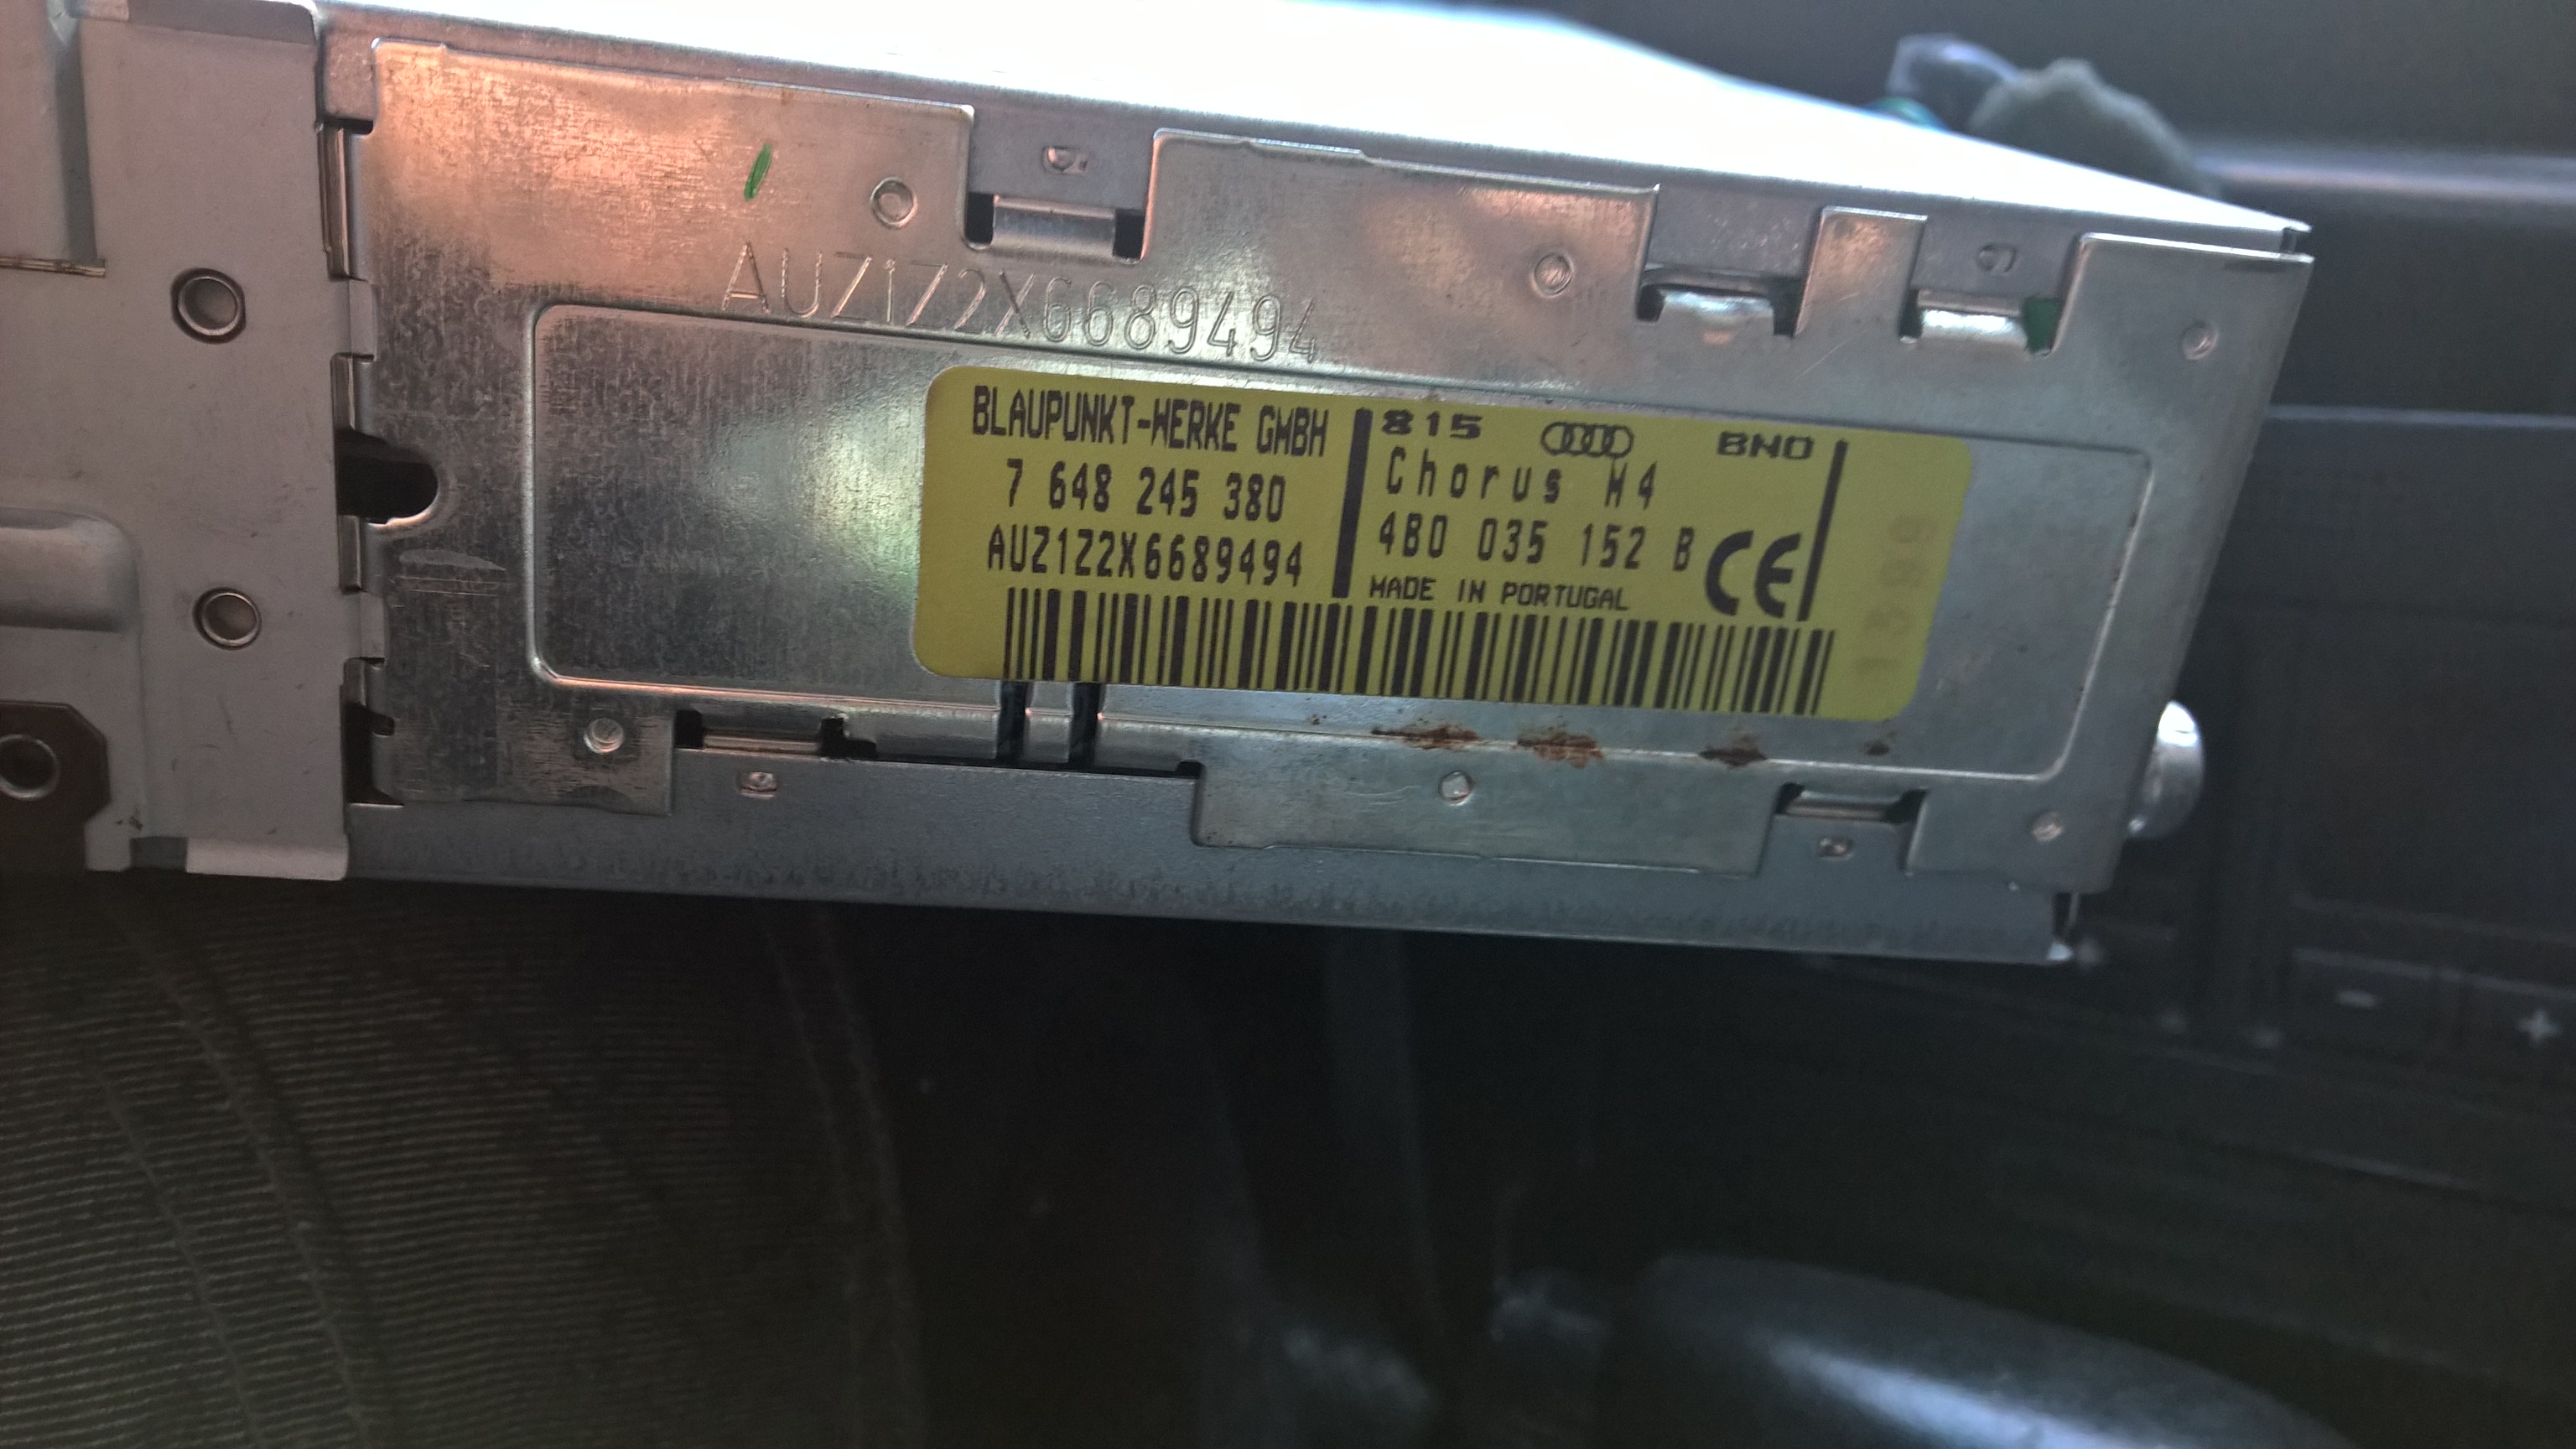 AUZ1Z2X6689494
BLAUPUNKT-WERKE GMBH
7 648 245 380
AUZ1Z2X6689494
815 BNO
Chorus M4
4B0 035 152 B
CE
MADE IN PORTUGAL
- +